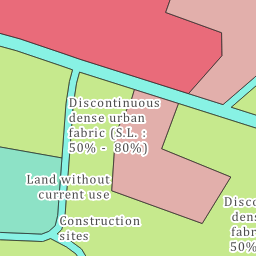 Discontinuous
dense urban
fabric (S.L. :
50% - 80%)
Land without
current use
Construction
sites
Disco
dens
fabr
50%